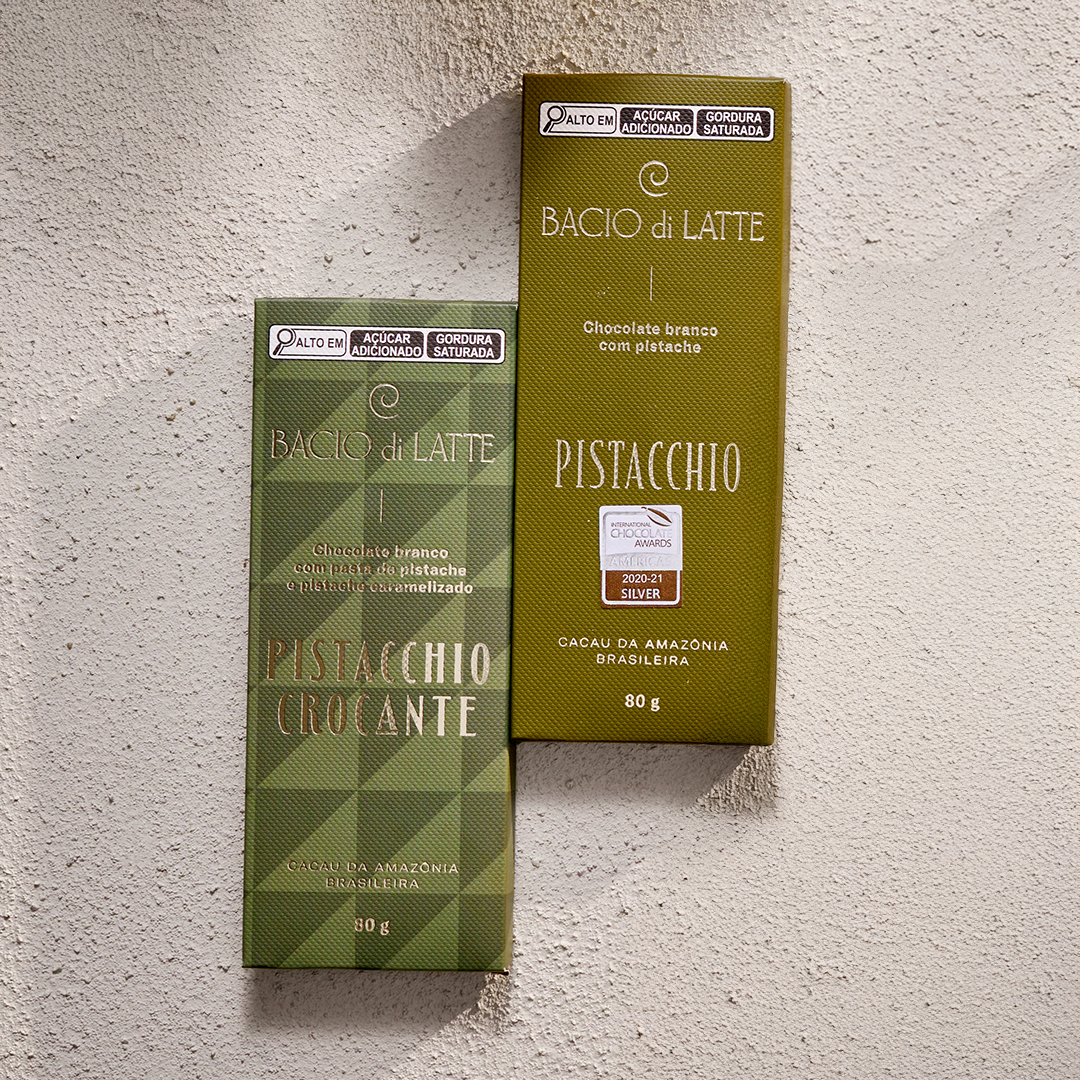 ALTO EM
AÇÚCAR
ADICIONADO
GORDURA
SATURADA
BACIO di LATTE
Chocolate branco
com pasta de pistache
e pistache caramelizado
PISTACCHIO
CROCANTE
CACAU DA AMAZÔNIA
BRASILEIRA
80 g
ALTO EM
AÇÚCAR
ADICIONADO
GORDURA
SATURADA
BACIO di LATTE
Chocolate branco
com pistache
PISTACCHIO
INTERNATIONAL
CHOCOLATE
AWARDS
AMERICAS
2020-21
SILVER
CACAU DA AMAZÔNIA
BRASILEIRA
80 g